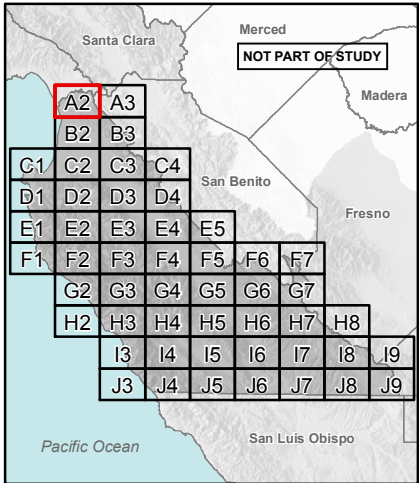 Merced
Santa Clara
NOT PART OF STUDY
Madera
A2 A3
B2 B3
C1 C2 C3 C4
San Benito
D1 D2 D3 D4
Fresno
E1 E2 E3 E4 E5
F1 F2 F3 F4 F5 F6 F7
G2 G3 G4 G5 G6 G7
H2 H3 H4 H5 H6 H7 H8
I3 I4 I5 I6 I7 I8 I9
J3 J4 J5 J6 J7 J8 J9
Pacific Ocean
San Luis Obispo